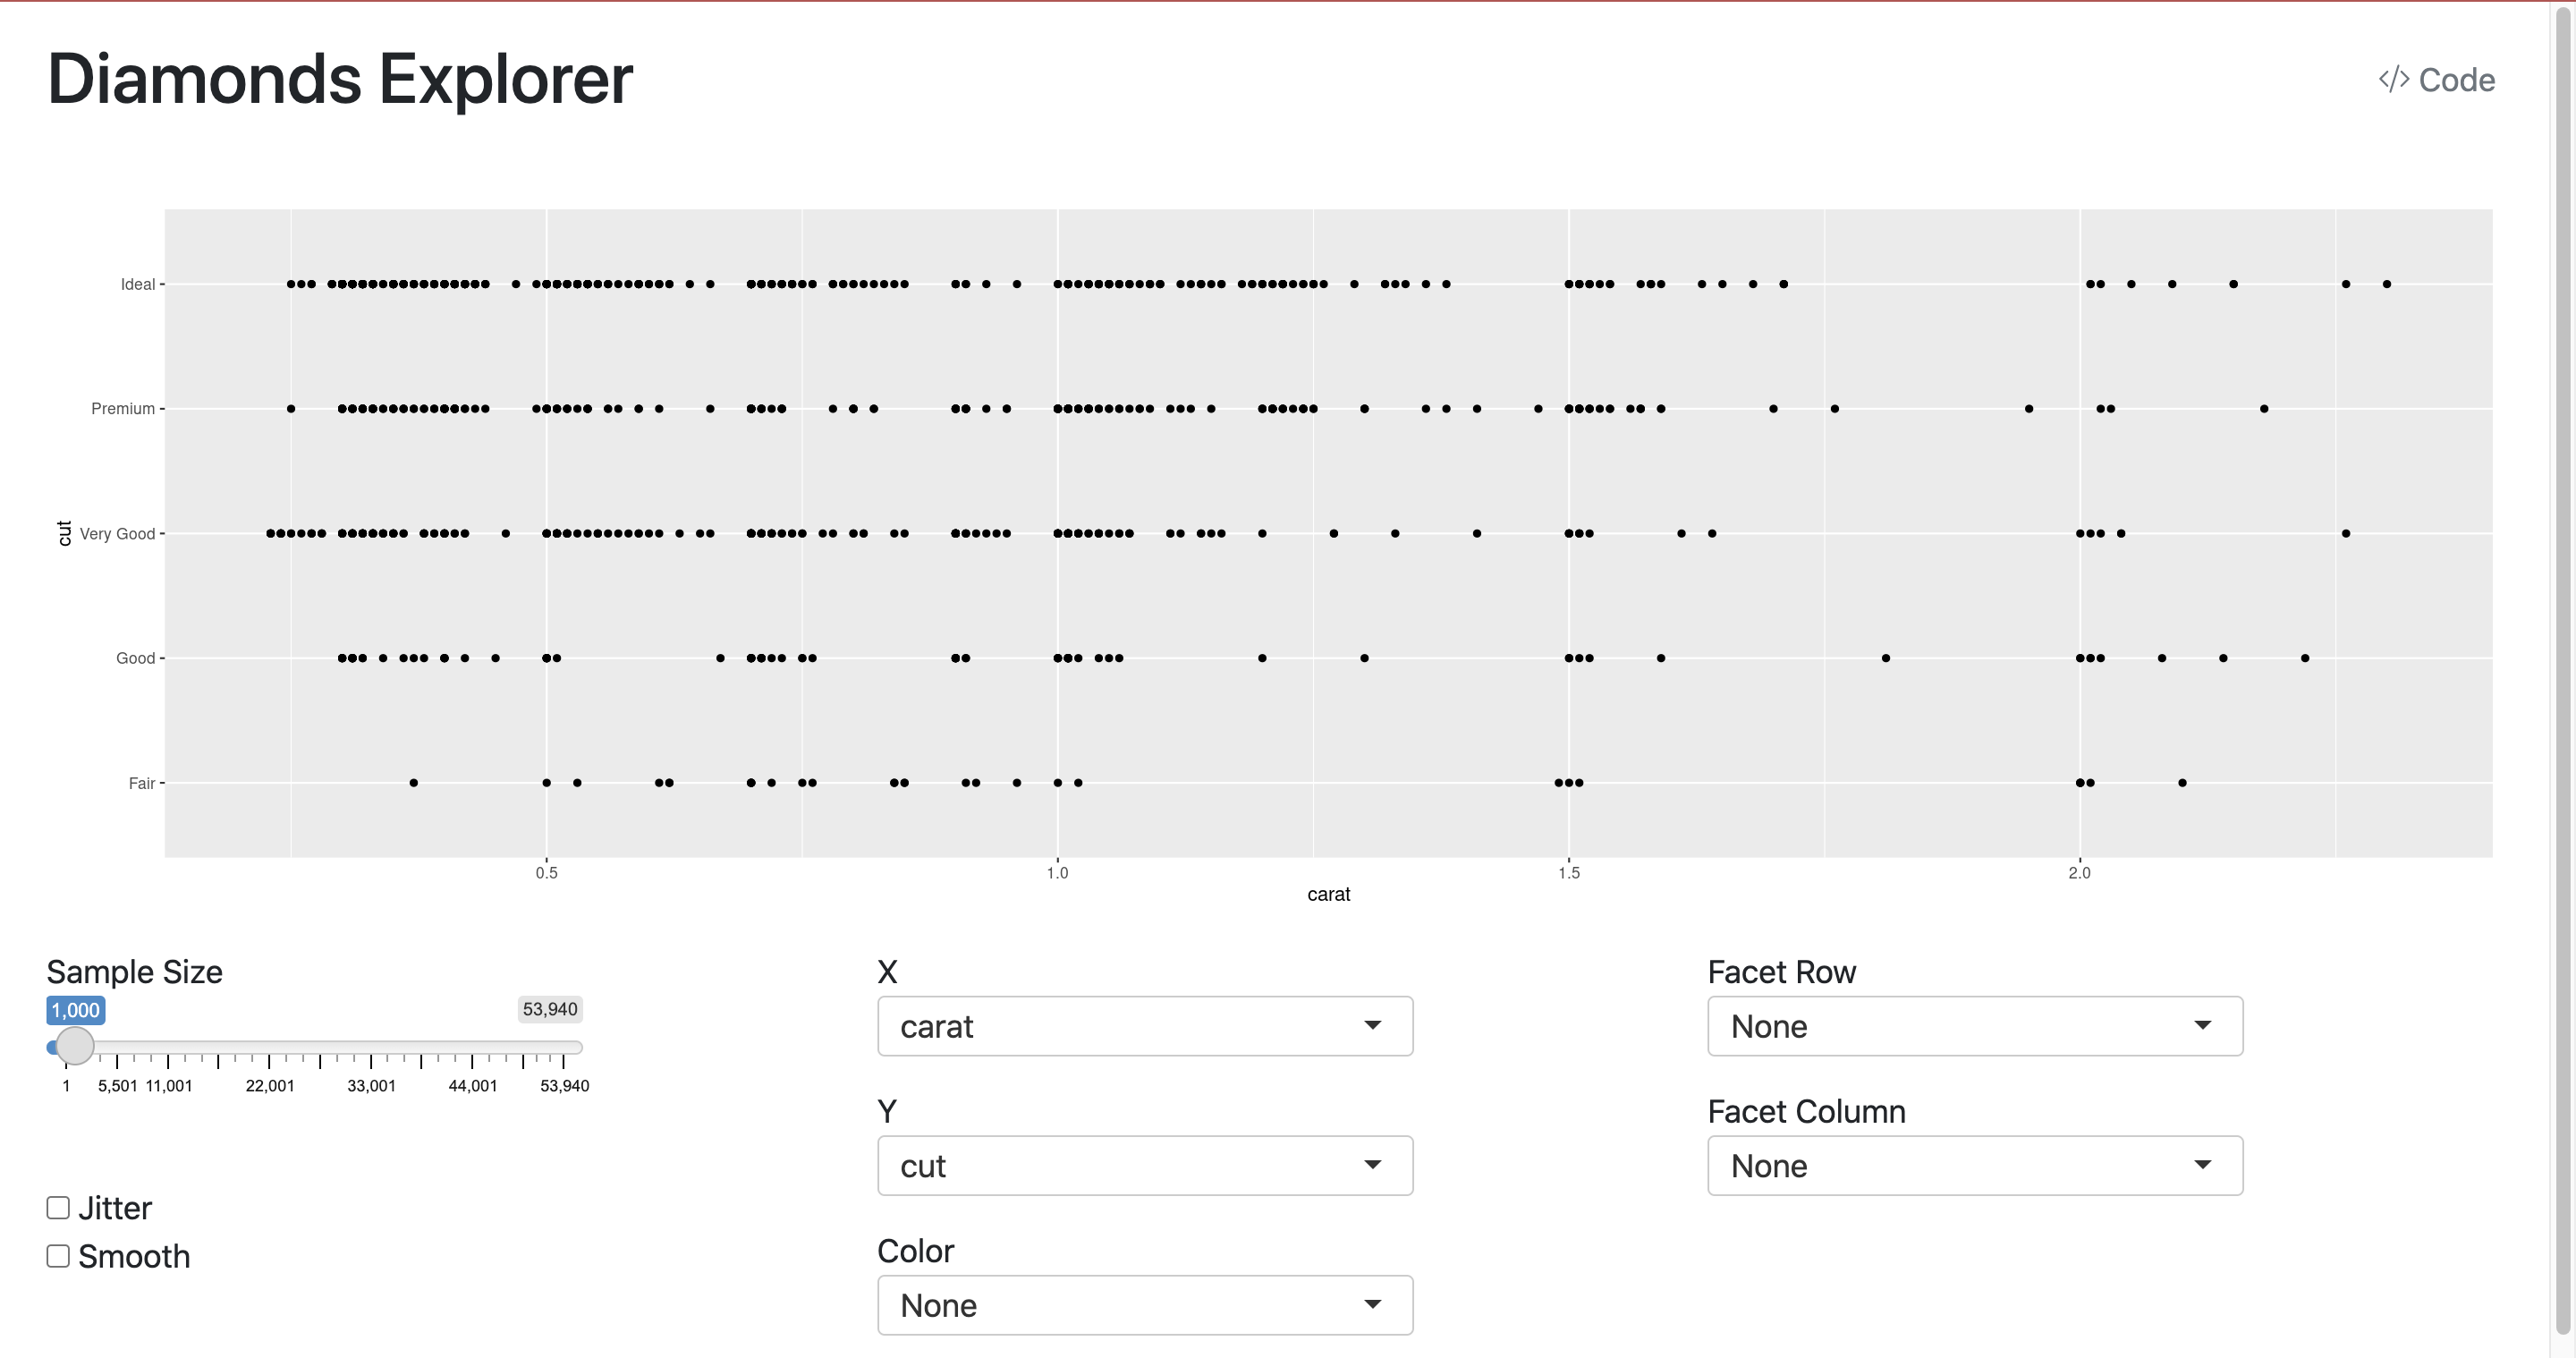 Diamonds Explorer
</> Code
Ideal
Premium
Very Good
Good
Fair
cut
0.5 1.0 1.5 2.0
carat
Sample Size
1,000 53,940
1 5,501 11,001 22,001 33,001 44,001 53,940
Jitter
Smooth
X
carat
Y
cut
Color
None
Facet Row
None
Facet Column
None